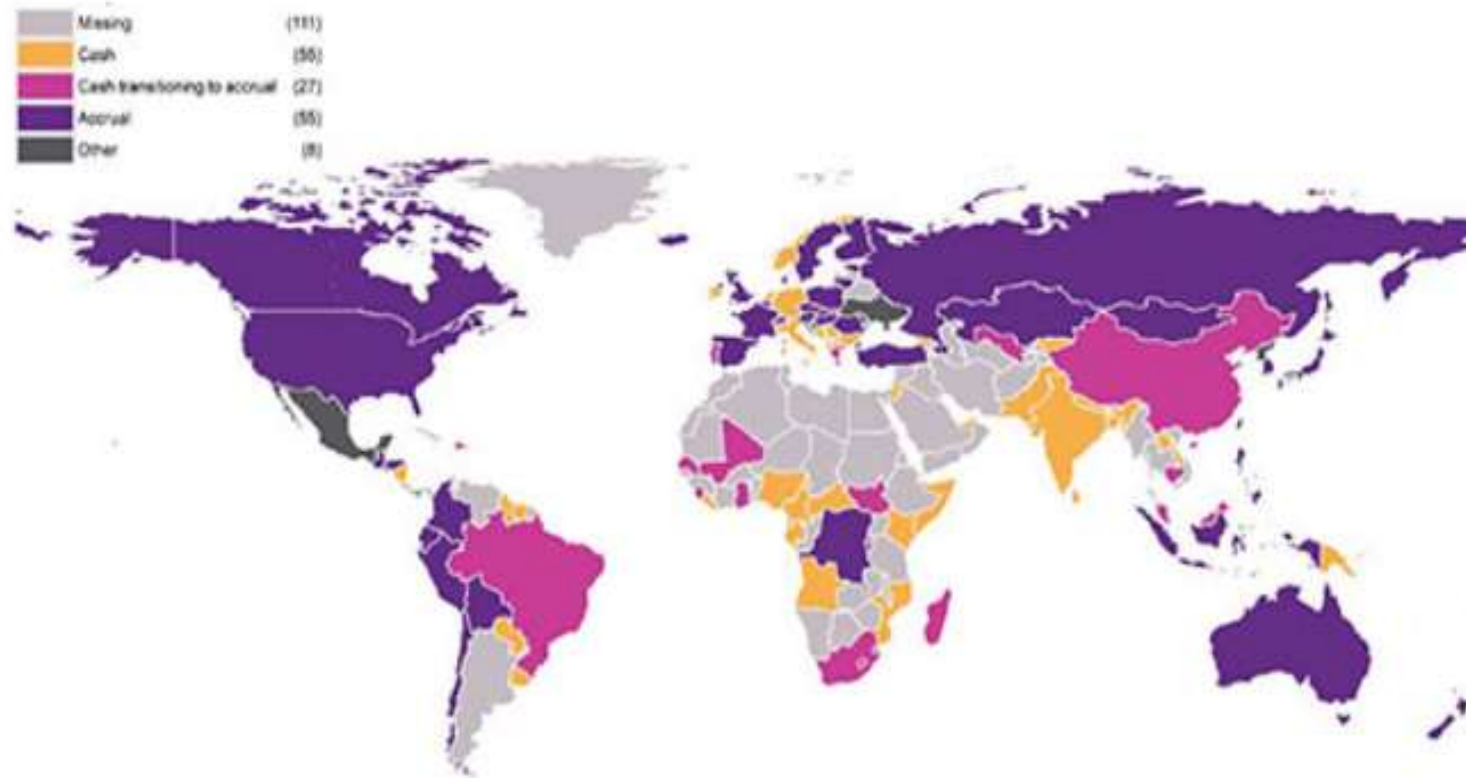 Missing (111)
Cash (55)
Cash transitioning to accrual (27)
Accrual (55)
Other (8)